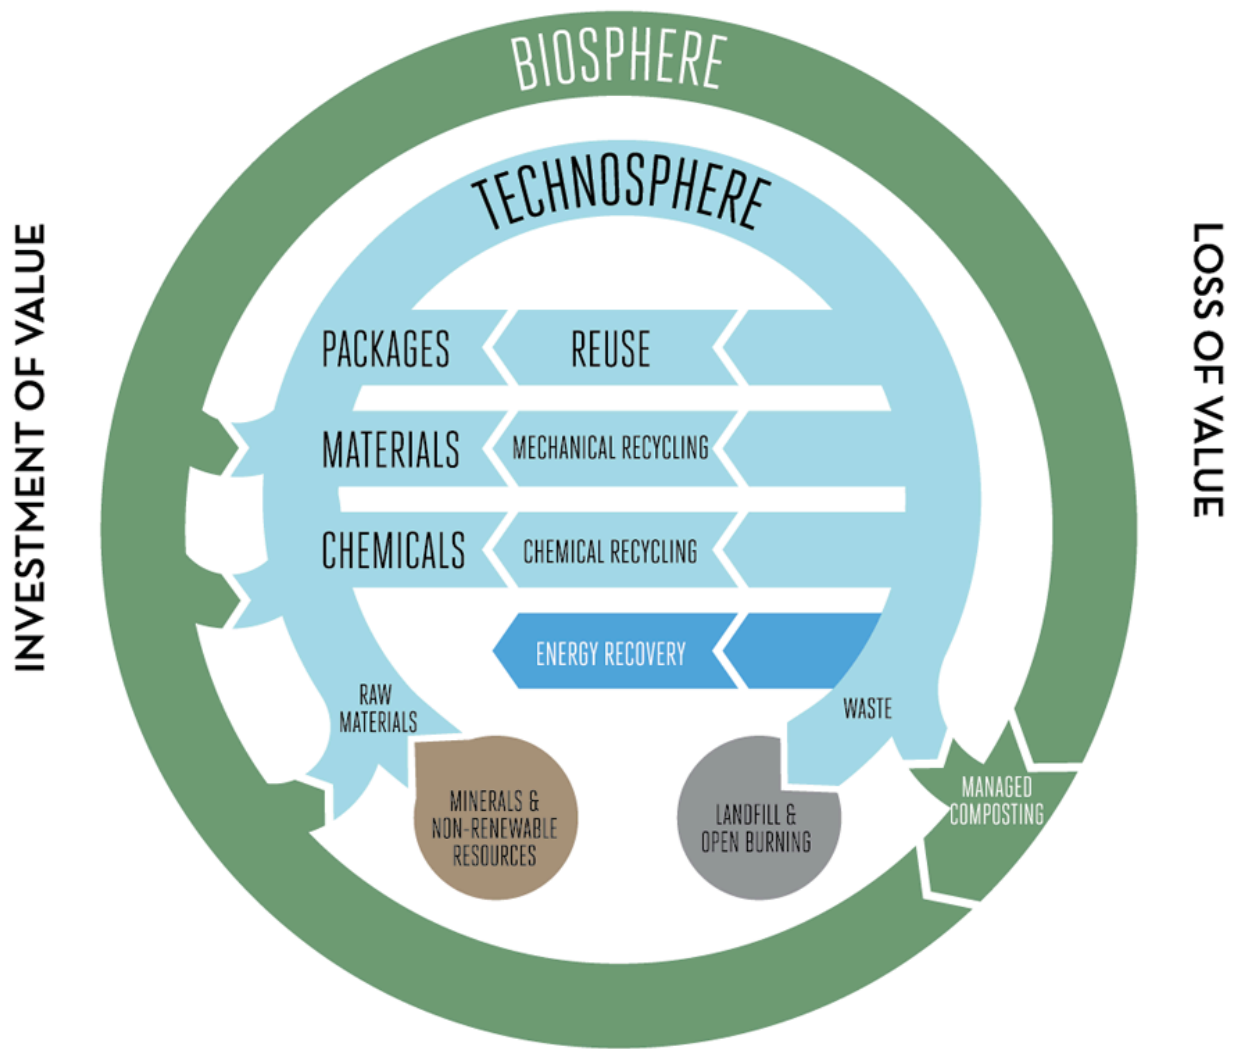 BIOSPHERE
TECHNOSPHERE
INVESTMENT OF VALUE
LOSS OF VALUE
PACKAGES
REUSE
MATERIALS
MECHANICAL RECYCLING
CHEMICALS
CHEMICAL RECYCLING
ENERGY RECOVERY
RAW
MATERIALS
WASTE
MINERALS &
NON-RENEWABLE
RESOURCES
LANDFILL &
OPEN BURNING
MANAGED
COMPOSTING